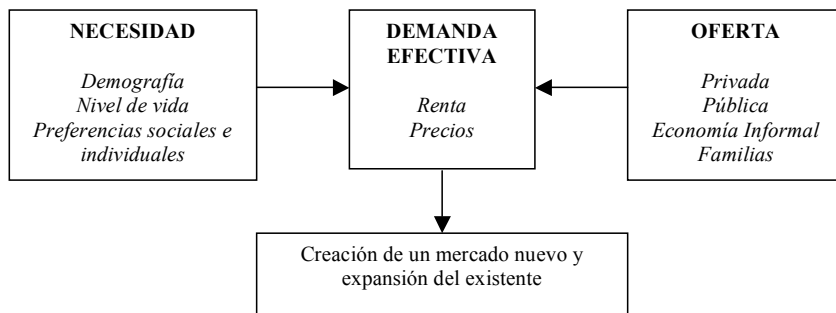 NECESIDAD
Demografía
Nivel de vida
Preferencias sociales e
individuales
DEMANDA
EFECTIVA
Renta
Precios
OFERTA
Privada
Pública
Economía Informal
Familias
Creación de un mercado nuevo y
expansión del existente